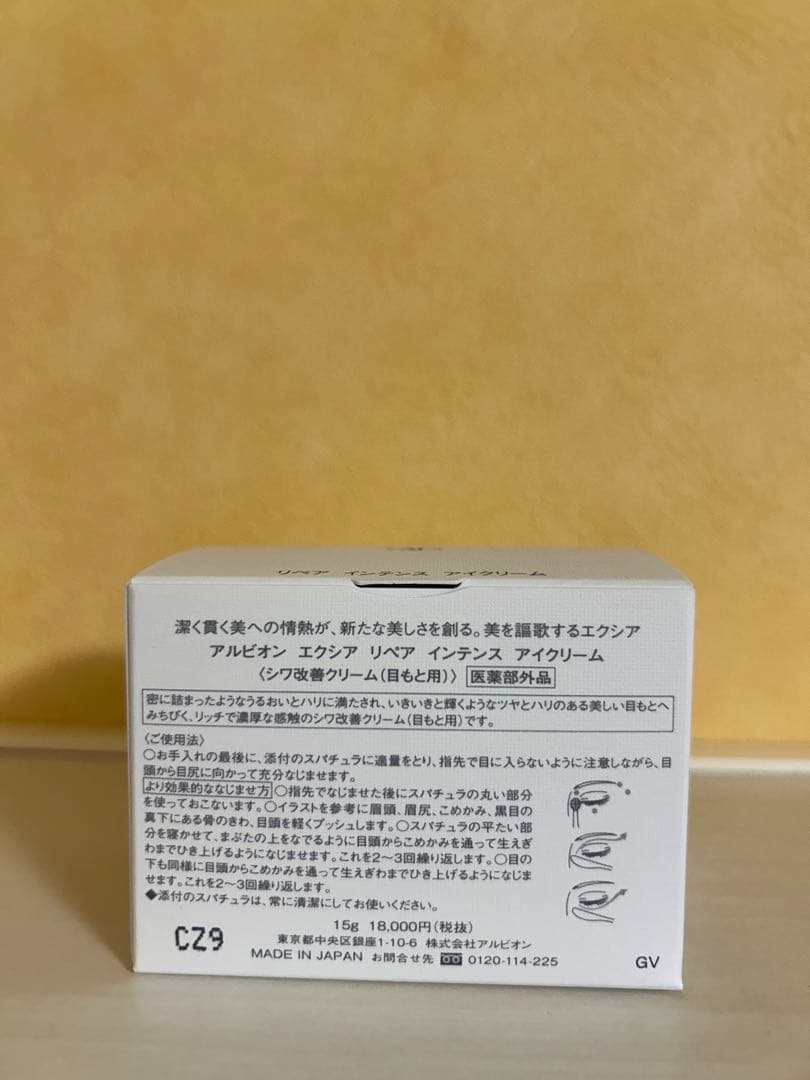 リペア インテンス アイクリーム
潔く貫く美への情熱が、新たな美しさを創る。美を謳歌するエクシア
アルビオン エクシア リペア インテンス アイクリーム
〈シワ改善クリーム(目もと用)〉 医薬部外品
密に詰まったようなうるおいとハリに満たされ、いきいきと輝くようなツヤとハリのある美しい目もとへ
みちびく、リッチで濃厚な感触のシワ改善クリーム(目もと用)です。
〈ご使用法〉
○お手入れの最後に、添付のスパチュラに適量をとり、指先で目に入らないように注意しながら、目
頭から目尻に向かって充分なじませます。
より効果的ななじませ方 ○指先でなじませた後にスパチュラの丸い部分
を使っておこないます。○イラストを参考に眉頭、眉尻、こめかみ、黒目の
真下にある骨のきわ、目頭を軽くプッシュします。○スパチュラの平たい部
分を寝かせて、まぶたの上をなでるように目頭からこめかみを通って生えぎ
わまでひき上げるようになじませます。これを2〜3回繰り返します。○目の
下も同様に目頭からこめかみを通って生えぎわまでひき上げるようになじま
せます。これを2〜3回繰り返します。
◆添付のスパチュラは、常に清潔にしてお使いください。
15g 18,000円(税抜)
CZ9
東京都中央区銀座1-10-6 株式会社アルビオン
MADE IN JAPAN お問合せ先 0120-114-225
GV